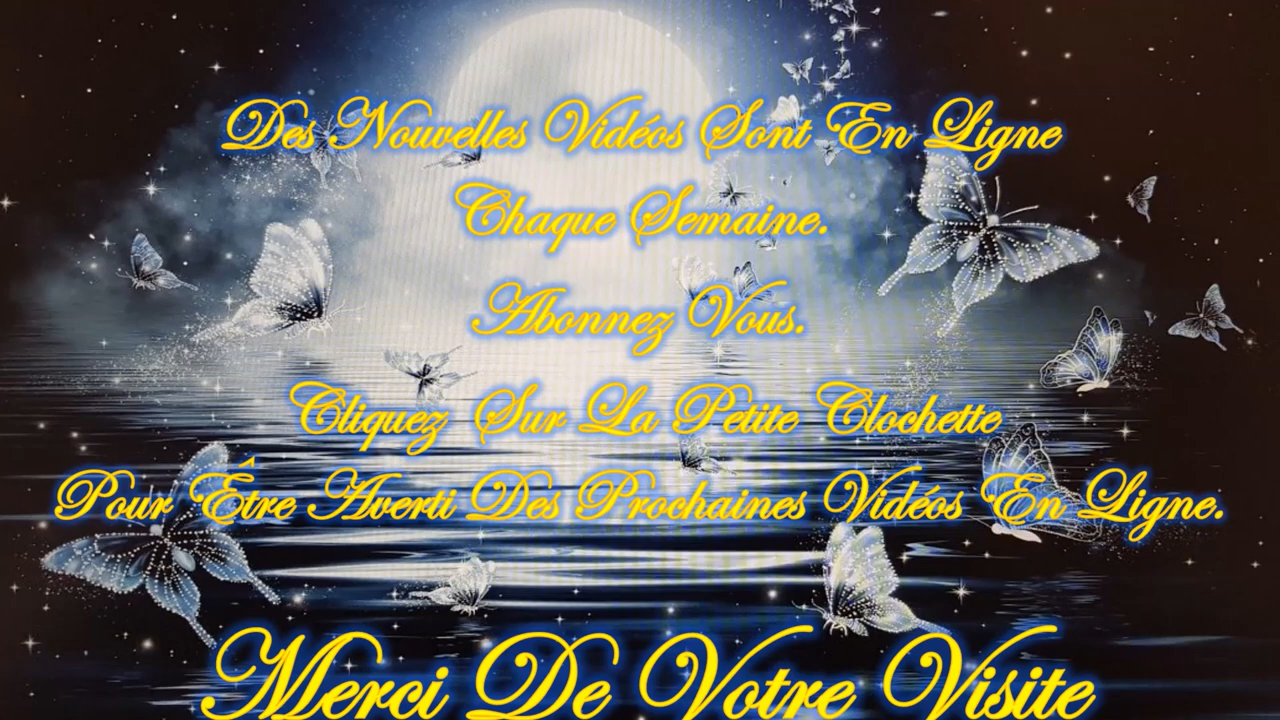 Des Nouvelles Vidéos Sont En Ligne
Chaque Semaine.
Abonnez Vous.
Cliquez Sur La Petite Clochette
Pour Être Averti Des Prochaines Vidéos En Ligne.
Merci De Votre Visite